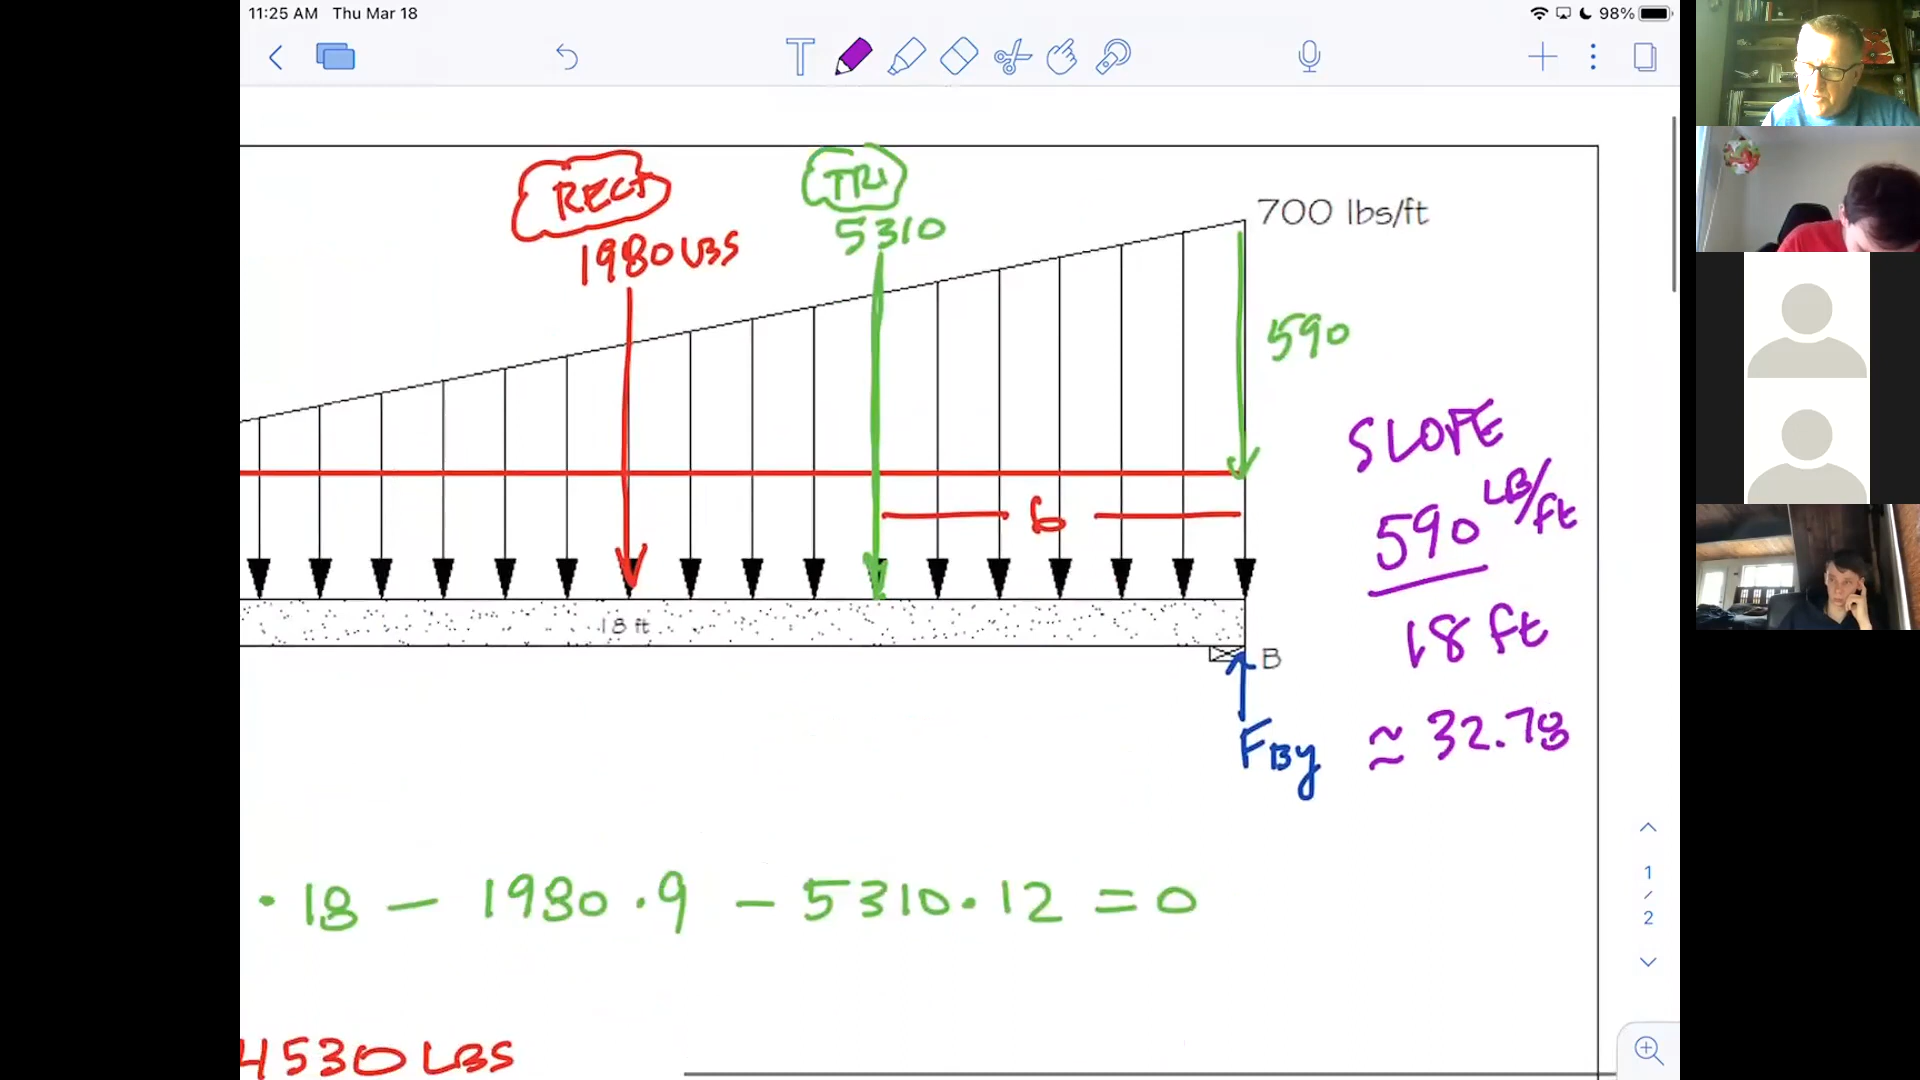 11:25 AM Thu Mar 18
98%
T
RECT
1980 LBS
TRI
5310
700 lbs/ft
590
6
SLOPE
590 LB/ft
18 ft
≈ 32.78
18 ft
B
FBy
· 18 - 1980 · 9 - 5310 · 12 = 0
4530 LBS
1
/
2